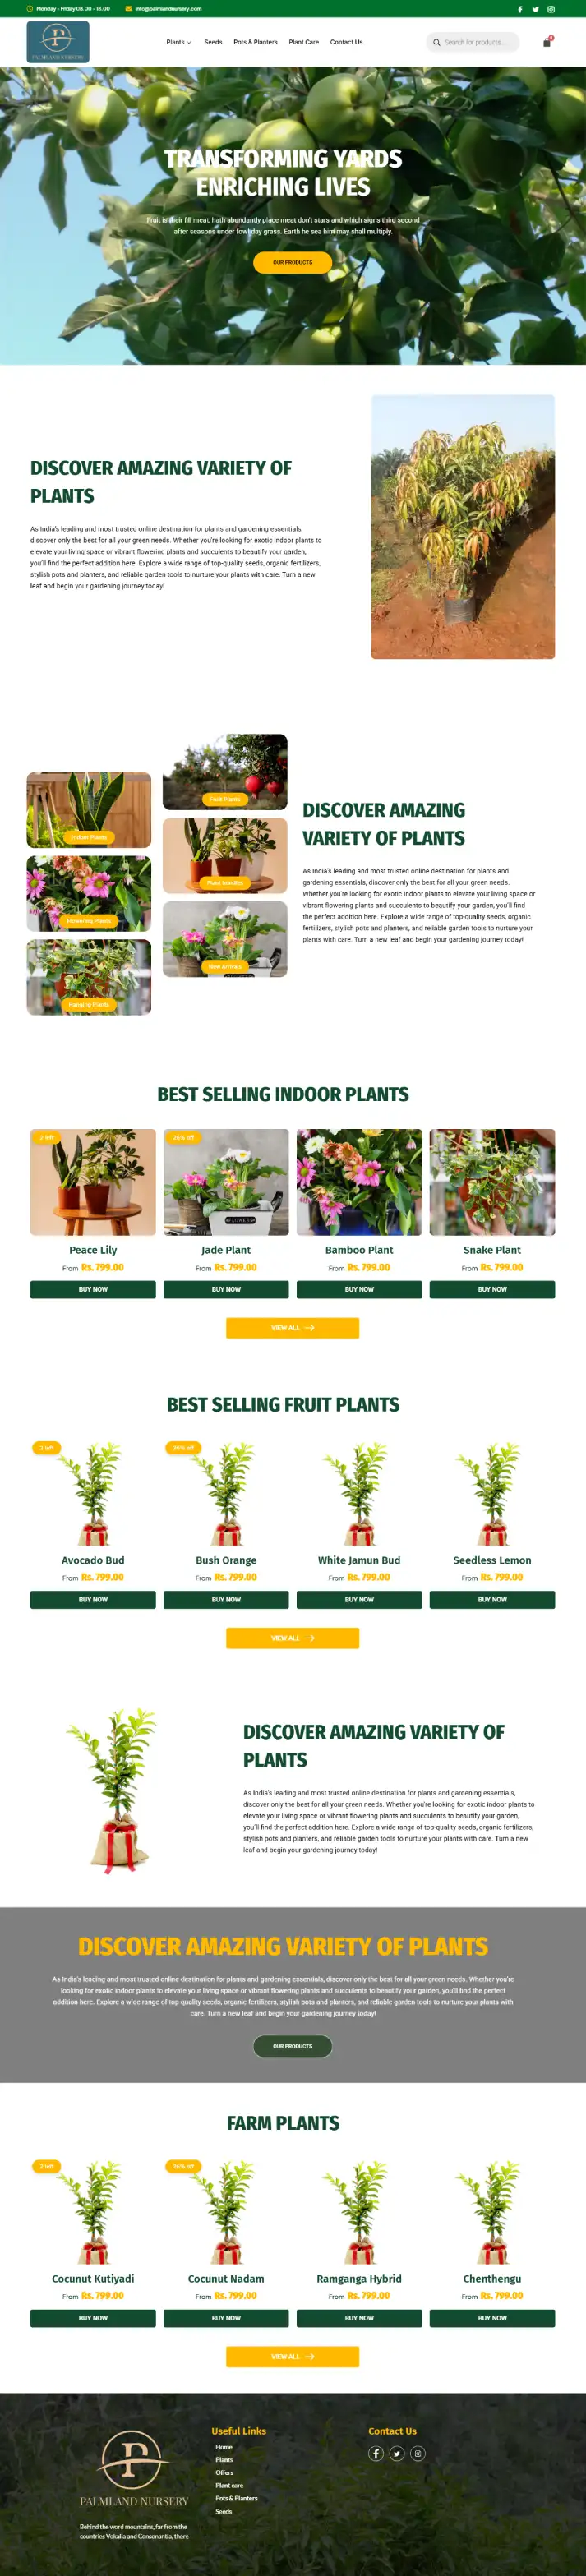 Monday - Friday 08.00 - 18.00
info@palmlandnursery.com
PALMLAND NURSERY
Plants
Seeds
Pots & Planters
Plant Care
Contact Us
Search for products...
TRANSFORMING YARDS
ENRICHING LIVES
Fruit is their fill meat, hath abundantly place meat don't stars and which signs third second
after seasons under fowl day grass. Earth he sea him may shall multiply.
OUR PRODUCTS
DISCOVER AMAZING VARIETY OF
PLANTS
As India's leading and most trusted online destination for plants and gardening essentials,
discover only the best for all your green needs. Whether you're looking for exotic indoor plants to
elevate your living space or vibrant flowering plants and succulents to beautify your garden,
you'll find the perfect addition here. Explore a wide range of top-quality seeds, organic fertilizers,
stylish pots and planters, and reliable garden tools to nurture your plants with care. Turn a new
leaf and begin your gardening journey today!
Indoor Plants
Flowering Plants
Hanging Plants
Fruit Plants
Plant Bundles
New Arrivals
DISCOVER AMAZING
VARIETY OF PLANTS
As India's leading and most trusted online destination for plants and
gardening essentials, discover only the best for all your green needs.
Whether you're looking for exotic indoor plants to elevate your living space or
vibrant flowering plants and succulents to beautify your garden, you'll find
the perfect addition here. Explore a wide range of top-quality seeds, organic
fertilizers, stylish pots and planters, and reliable garden tools to nurture your
plants with care. Turn a new leaf and begin your gardening journey today!
BEST SELLING INDOOR PLANTS
2 left
26% off
Peace Lily
Jade Plant
Bamboo Plant
Snake Plant
From Rs. 799.00
From Rs. 799.00
From Rs. 799.00
From Rs. 799.00
BUY NOW
BUY NOW
BUY NOW
BUY NOW
VIEW ALL
BEST SELLING FRUIT PLANTS
2 left
26% off
Avocado Bud
Bush Orange
White Jamun Bud
Seedless Lemon
From Rs. 799.00
From Rs. 799.00
From Rs. 799.00
From Rs. 799.00
BUY NOW
BUY NOW
BUY NOW
BUY NOW
VIEW ALL
DISCOVER AMAZING VARIETY OF
PLANTS
As India's leading and most trusted online destination for plants and gardening essentials,
discover only the best for all your green needs. Whether you're looking for exotic indoor plants to
elevate your living space or vibrant flowering plants and succulents to beautify your garden,
you'll find the perfect addition here. Explore a wide range of top-quality seeds, organic fertilizers,
stylish pots and planters, and reliable garden tools to nurture your plants with care. Turn a new
leaf and begin your gardening journey today!
DISCOVER AMAZING VARIETY OF PLANTS
As India's leading and most trusted online destination for plants and gardening essentials, discover only the best for all your green needs. Whether you're
looking for exotic indoor plants to elevate your living space or vibrant flowering plants and succulents to beautify your garden, you'll find the perfect
addition here. Explore a wide range of top-quality seeds, organic fertilizers, stylish pots and planters, and reliable garden tools to nurture your plants with
care. Turn a new leaf and begin your gardening journey today!
OUR PRODUCTS
FARM PLANTS
2 left
26% off
Cocunut Kutiyadi
Cocunut Nadam
Ramganga Hybrid
Chenthengu
From Rs. 799.00
From Rs. 799.00
From Rs. 799.00
From Rs. 799.00
BUY NOW
BUY NOW
BUY NOW
BUY NOW
VIEW ALL
PALMLAND NURSERY
Behind the word mountains, far from the
countries Vokalia and Consonantia, there
Useful Links
Home
Plants
Offers
Plant care
Pots & Planters
Seeds
Contact Us